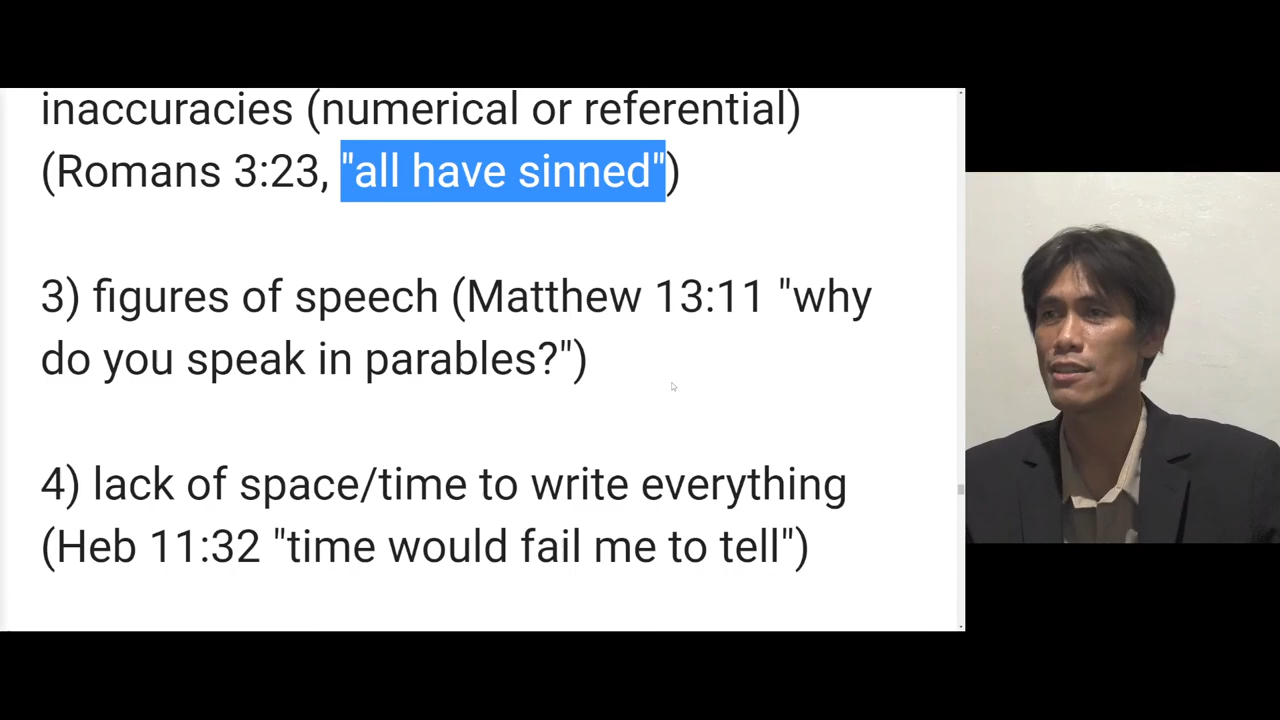 inaccuracies (numerical or referential)
(Romans 3:23, "all have sinned")
3) figures of speech (Matthew 13:11 "why
do you speak in parables?")
4) lack of space/time to write everything
(Heb 11:32 "time would fail me to tell")